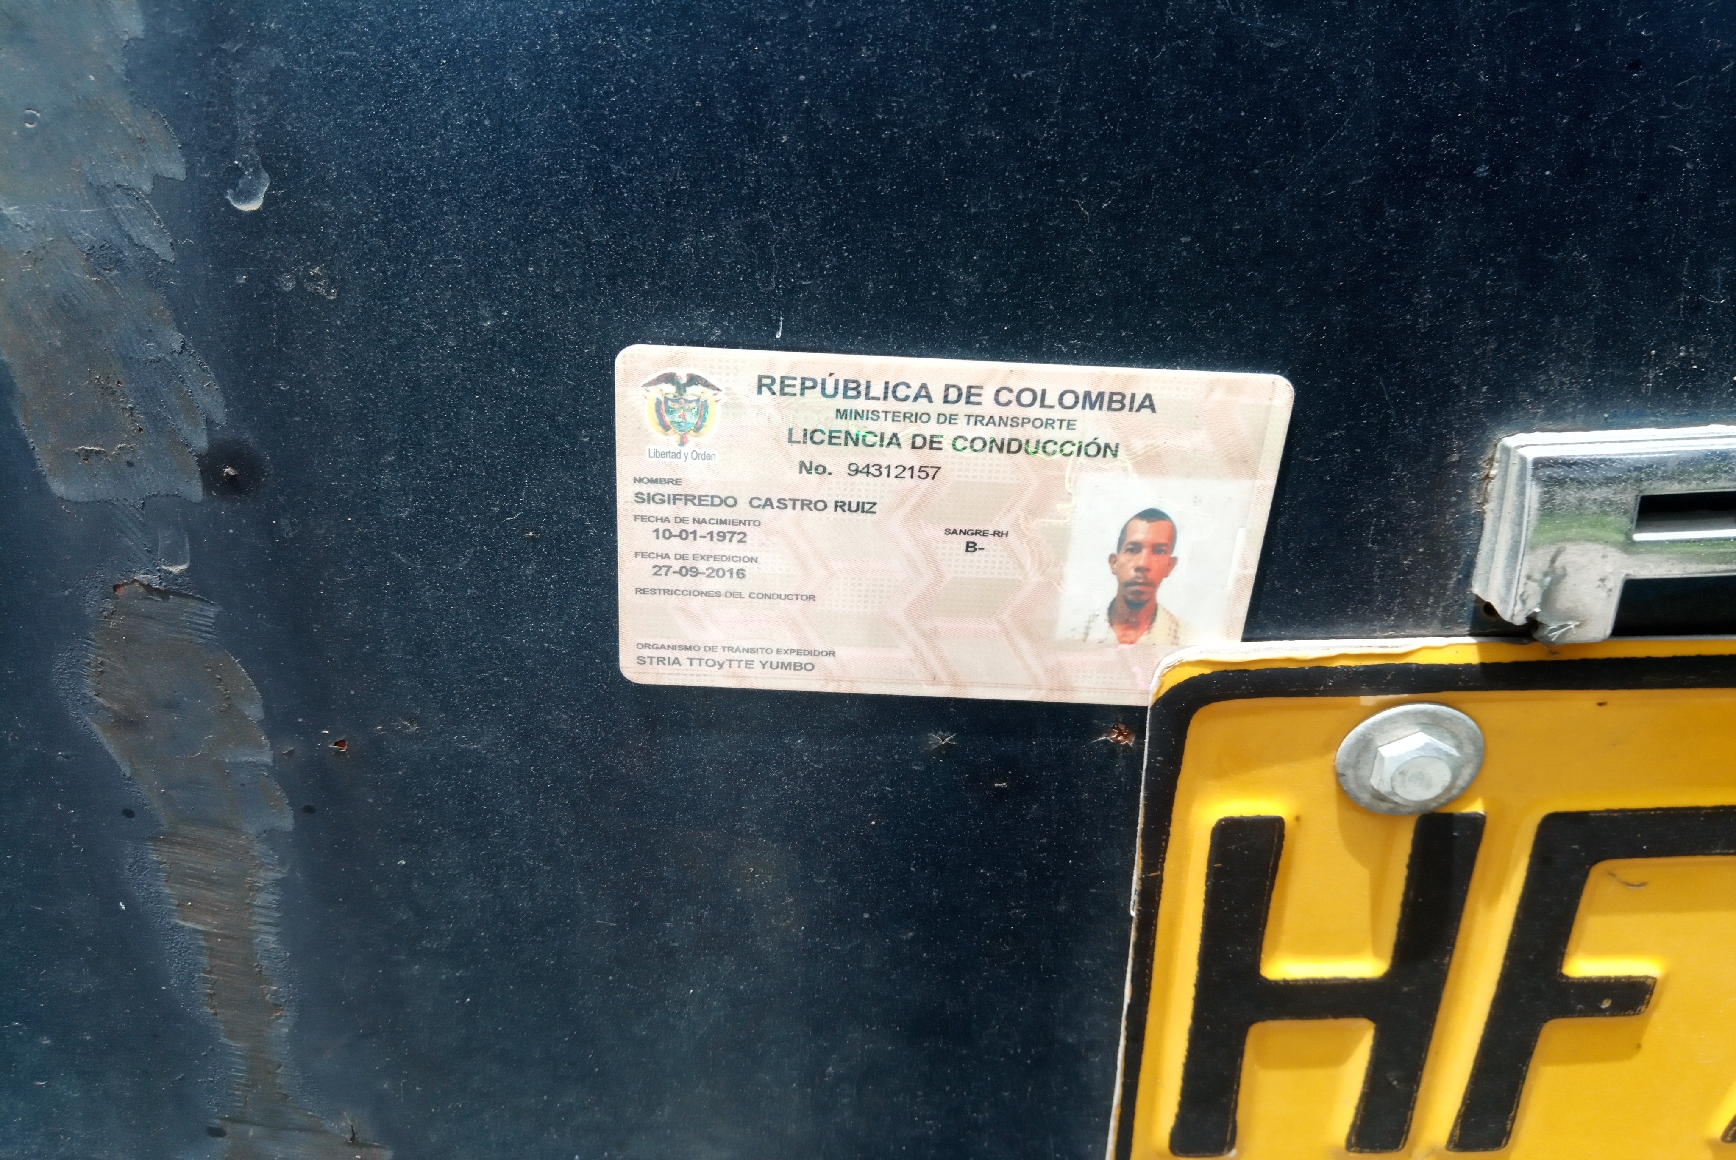 REPÚBLICA DE COLOMBIA
MINISTERIO DE TRANSPORTE
LICENCIA DE CONDUCCIÓN
Libertad y Orden
No. 94312157
NOMBRE
SIGIFREDO CASTRO RUIZ
FECHA DE NACIMIENTO
10-01-1972
SANGRE-RH
B-
FECHA DE EXPEDICION
27-09-2016
RESTRICCIONES DEL CONDUCTOR
ORGANISMO DE TRANSITO EXPEDIDOR
STRIA TTOyTTE YUMBO
HF